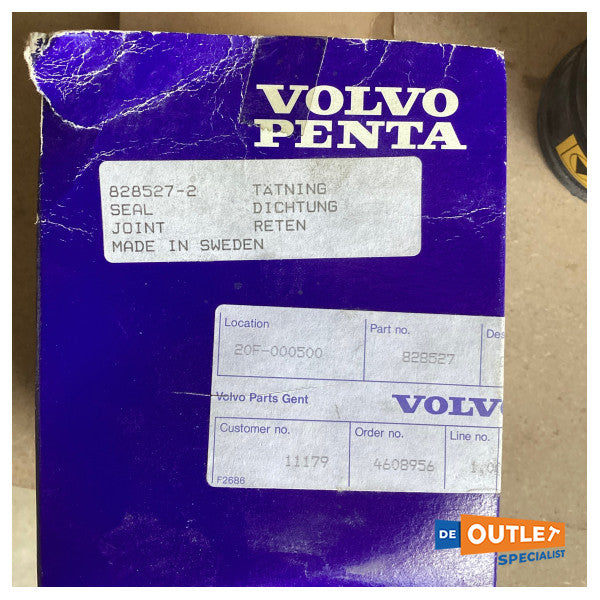 VOLVO
PENTA
828527-2 TÄTNING
SEAL DICHTUNG
JOINT RETEN
MADE IN SWEDEN
Location Part no.
20F-000500 828527
Volvo Parts Gent VOLV
Customer no. Order no. Line no.
11179 4608956
F2686
DE OUTLET
SPECIALIST